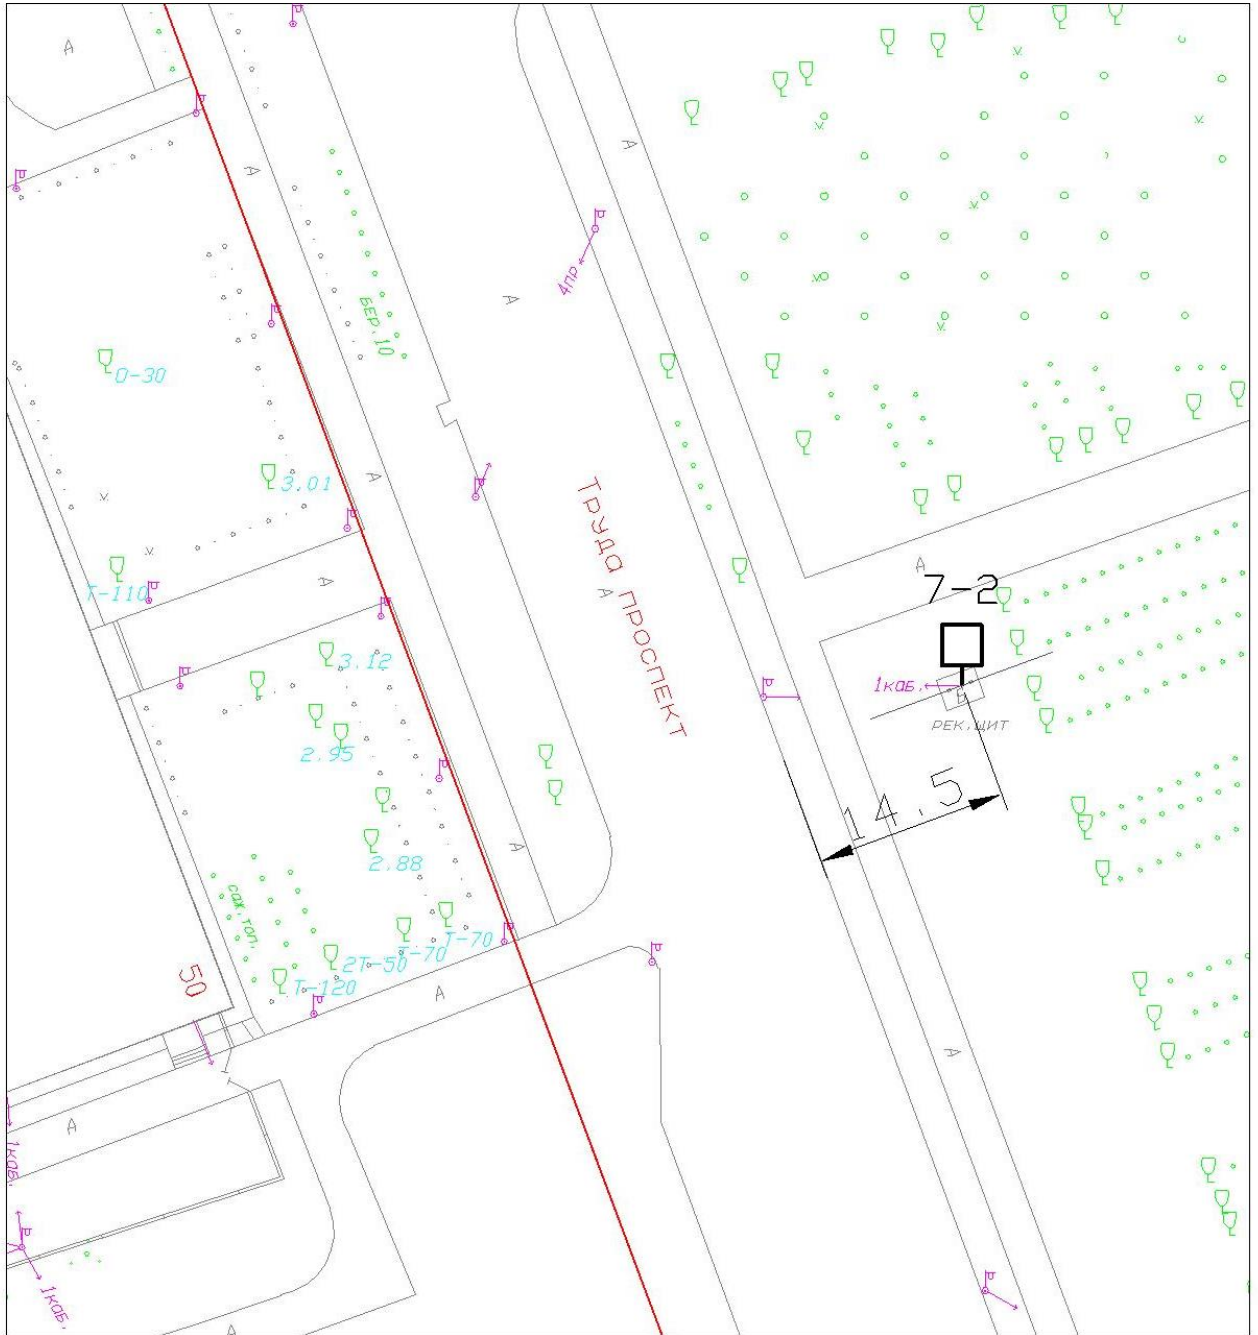 А
А
4пр.
А
А
БЕР.10
О-30
А
3.01
Труда ПРОСПЕКТ
А
7-2
Т-110
А
А
3.12
1каб.
РЕК.ЩИТ
2.95
14.5
А
2.88
саж.топ.
Т-70
Т-70
2Т-50
Т-120
50
А
А
А
1каб.
1каб.
А